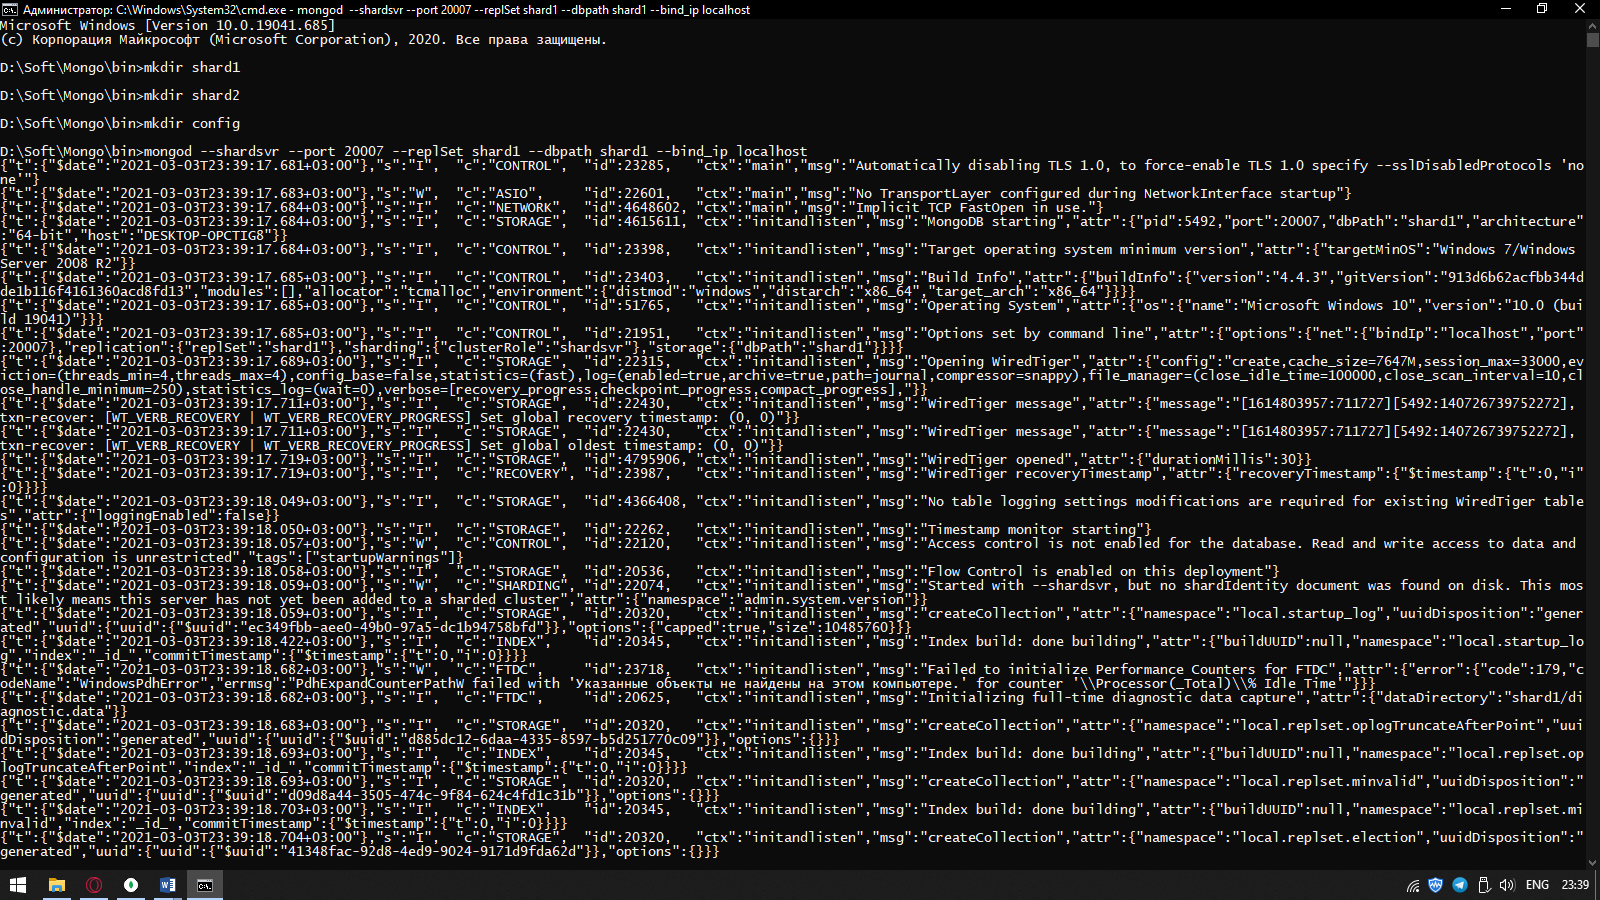 Администратор: C:\Windows\System32\cmd.exe - mongod  --shardsvr --port 20007 --replSet shard1 --dbpath shard1 --bind_ip localhost
Microsoft Windows [Version 10.0.19041.685]
(c) Корпорация Майкрософт (Microsoft Corporation), 2020. Все права защищены.
D:\Soft\Mongo\bin>mkdir shard1
D:\Soft\Mongo\bin>mkdir shard2
D:\Soft\Mongo\bin>mkdir config
D:\Soft\Mongo\bin>mongod --shardsvr --port 20007 --replSet shard1 --dbpath shard1 --bind_ip localhost
{"t":{"$date":"2021-03-03T23:39:17.681+03:00"},"s":"I",  "c":"CONTROL",  "id":23285,   "ctx":"main","msg":"Automatically disabling TLS 1.0, to force-enable TLS 1.0 specify --sslDisabledProtocols 'no
ne'"}
{"t":{"$date":"2021-03-03T23:39:17.683+03:00"},"s":"W",  "c":"ASIO",     "id":22601,   "ctx":"main","msg":"No TransportLayer configured during NetworkInterface startup"}
{"t":{"$date":"2021-03-03T23:39:17.684+03:00"},"s":"I",  "c":"NETWORK",  "id":4648602, "ctx":"main","msg":"Implicit TCP FastOpen in use."}
{"t":{"$date":"2021-03-03T23:39:17.684+03:00"},"s":"I",  "c":"STORAGE",  "id":4615611, "ctx":"initandlisten","msg":"MongoDB starting","attr":{"pid":5492,"port":20007,"dbPath":"shard1","architecture"
:"64-bit","host":"DESKTOP-OPCTIG8"}}
{"t":{"$date":"2021-03-03T23:39:17.684+03:00"},"s":"I",  "c":"CONTROL",  "id":23398,   "ctx":"initandlisten","msg":"Target operating system minimum version","attr":{"targetMinOS":"Windows 7/Windows
Server 2008 R2"}}
{"t":{"$date":"2021-03-03T23:39:17.685+03:00"},"s":"I",  "c":"CONTROL",  "id":23403,   "ctx":"initandlisten","msg":"Build Info","attr":{"buildInfo":{"version":"4.4.3","gitVersion":"913d6b62acfbb344d
de1b116f4161360acd8fd13","modules":[],"allocator":"tcmalloc","environment":{"distmod":"windows","distarch":"x86_64","target_arch":"x86_64"}}}}
{"t":{"$date":"2021-03-03T23:39:17.685+03:00"},"s":"I",  "c":"CONTROL",  "id":51765,   "ctx":"initandlisten","msg":"Operating System","attr":{"os":{"name":"Microsoft Windows 10","version":"10.0 (bui
ld 19041)"}}}
{"t":{"$date":"2021-03-03T23:39:17.685+03:00"},"s":"I",  "c":"CONTROL",  "id":21951,   "ctx":"initandlisten","msg":"Options set by command line","attr":{"options":{"net":{"bindIp":"localhost","port"
:20007},"replication":{"replSet":"shard1"},"sharding":{"clusterRole":"shardsvr"},"storage":{"dbPath":"shard1"}}}}
{"t":{"$date":"2021-03-03T23:39:17.689+03:00"},"s":"I",  "c":"STORAGE",  "id":22315,   "ctx":"initandlisten","msg":"Opening WiredTiger","attr":{"config":"create,cache_size=7647M,session_max=33000,ev
iction=(threads_min=4,threads_max=4),config_base=false,statistics=(fast),log=(enabled=true,archive=true,path=journal,compressor=snappy),file_manager=(close_idle_time=100000,close_scan_interval=10,cl
ose_handle_minimum=250),statistics_log=(wait=0),verbose=[recovery_progress,checkpoint_progress,compact_progress],"}}
{"t":{"$date":"2021-03-03T23:39:17.711+03:00"},"s":"I",  "c":"STORAGE",  "id":22430,   "ctx":"initandlisten","msg":"WiredTiger message","attr":{"message":"[1614803957:711727][5492:140726739752272],
txn-recover: [WT_VERB_RECOVERY | WT_VERB_RECOVERY_PROGRESS] Set global recovery timestamp: (0, 0)"}}
{"t":{"$date":"2021-03-03T23:39:17.711+03:00"},"s":"I",  "c":"STORAGE",  "id":22430,   "ctx":"initandlisten","msg":"WiredTiger message","attr":{"message":"[1614803957:711727][5492:140726739752272],
txn-recover: [WT_VERB_RECOVERY | WT_VERB_RECOVERY_PROGRESS] Set global oldest timestamp: (0, 0)"}}
{"t":{"$date":"2021-03-03T23:39:17.719+03:00"},"s":"I",  "c":"STORAGE",  "id":4795906, "ctx":"initandlisten","msg":"WiredTiger opened","attr":{"durationMillis":30}}
{"t":{"$date":"2021-03-03T23:39:17.719+03:00"},"s":"I",  "c":"RECOVERY", "id":23987,   "ctx":"initandlisten","msg":"WiredTiger recoveryTimestamp","attr":{"recoveryTimestamp":{"$timestamp":{"t":0,"i"
:0}}}}
{"t":{"$date":"2021-03-03T23:39:18.049+03:00"},"s":"I",  "c":"STORAGE",  "id":4366408, "ctx":"initandlisten","msg":"No table logging settings modifications are required for existing WiredTiger table
s","attr":{"loggingEnabled":false}}
{"t":{"$date":"2021-03-03T23:39:18.050+03:00"},"s":"I",  "c":"STORAGE",  "id":22262,   "ctx":"initandlisten","msg":"Timestamp monitor starting"}
{"t":{"$date":"2021-03-03T23:39:18.057+03:00"},"s":"W",  "c":"CONTROL",  "id":22120,   "ctx":"initandlisten","msg":"Access control is not enabled for the database. Read and write access to data and
configuration is unrestricted","tags":["startupWarnings"]}
{"t":{"$date":"2021-03-03T23:39:18.058+03:00"},"s":"I",  "c":"STORAGE",  "id":20536,   "ctx":"initandlisten","msg":"Flow Control is enabled on this deployment"}
{"t":{"$date":"2021-03-03T23:39:18.059+03:00"},"s":"W",  "c":"SHARDING", "id":22074,   "ctx":"initandlisten","msg":"Started with --shardsvr, but no shardIdentity document was found on disk. This mos
t likely means this server has not yet been added to a sharded cluster","attr":{"namespace":"admin.system.version"}}
{"t":{"$date":"2021-03-03T23:39:18.059+03:00"},"s":"I",  "c":"STORAGE",  "id":20320,   "ctx":"initandlisten","msg":"createCollection","attr":{"namespace":"local.startup_log","uuidDisposition":"gener
ated","uuid":{"uuid":{"$uuid":"ec349fbb-aee0-49b0-97a5-dc1b94758bfd"}},"options":{"capped":true,"size":10485760}}}
{"t":{"$date":"2021-03-03T23:39:18.422+03:00"},"s":"I",  "c":"INDEX",    "id":20345,   "ctx":"initandlisten","msg":"Index build: done building","attr":{"buildUUID":null,"namespace":"local.startup_lo
g","index":"_id_","commitTimestamp":{"$timestamp":{"t":0,"i":0}}}}
{"t":{"$date":"2021-03-03T23:39:18.682+03:00"},"s":"W",  "c":"FTDC",     "id":23718,   "ctx":"initandlisten","msg":"Failed to initialize Performance Counters for FTDC","attr":{"error":{"code":179,"c
odeName":"WindowsPdhError","errmsg":"PdhExpandCounterPathW failed with 'Указанные объекты не найдены на этом компьютере.' for counter '\\Processor(_Total)\\% Idle Time'"}}}
{"t":{"$date":"2021-03-03T23:39:18.682+03:00"},"s":"I",  "c":"FTDC",     "id":20625,   "ctx":"initandlisten","msg":"Initializing full-time diagnostic data capture","attr":{"dataDirectory":"shard1/di
agnostic.data"}}
{"t":{"$date":"2021-03-03T23:39:18.683+03:00"},"s":"I",  "c":"STORAGE",  "id":20320,   "ctx":"initandlisten","msg":"createCollection","attr":{"namespace":"local.replset.oplogTruncateAfterPoint","uui
dDisposition":"generated","uuid":{"uuid":{"$uuid":"d885dc12-6daa-4335-8597-b5d251770c09"}},"options":{}}}
{"t":{"$date":"2021-03-03T23:39:18.693+03:00"},"s":"I",  "c":"INDEX",    "id":20345,   "ctx":"initandlisten","msg":"Index build: done building","attr":{"buildUUID":null,"namespace":"local.replset.op
logTruncateAfterPoint","index":"_id_","commitTimestamp":{"$timestamp":{"t":0,"i":0}}}}
{"t":{"$date":"2021-03-03T23:39:18.693+03:00"},"s":"I",  "c":"STORAGE",  "id":20320,   "ctx":"initandlisten","msg":"createCollection","attr":{"namespace":"local.replset.minvalid","uuidDisposition":"
generated","uuid":{"uuid":{"$uuid":"d09d8a44-3505-474c-9f84-624c4fd1c31b"}},"options":{}}}
{"t":{"$date":"2021-03-03T23:39:18.703+03:00"},"s":"I",  "c":"INDEX",    "id":20345,   "ctx":"initandlisten","msg":"Index build: done building","attr":{"buildUUID":null,"namespace":"local.replset.mi
nvalid","index":"_id_","commitTimestamp":{"$timestamp":{"t":0,"i":0}}}}
{"t":{"$date":"2021-03-03T23:39:18.704+03:00"},"s":"I",  "c":"STORAGE",  "id":20320,   "ctx":"initandlisten","msg":"createCollection","attr":{"namespace":"local.replset.election","uuidDisposition":"
generated","uuid":{"uuid":{"$uuid":"41348fac-92d8-4ed9-9024-9171d9fda62d"}},"options":{}}}
ENG
23:39